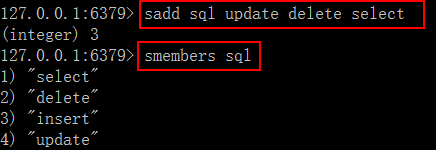 127.0.0.1:6379> sadd sql update delete select
(integer) 3
127.0.0.1:6379> smembers sql
1) "select"
2) "delete"
3) "insert"
4) "update"